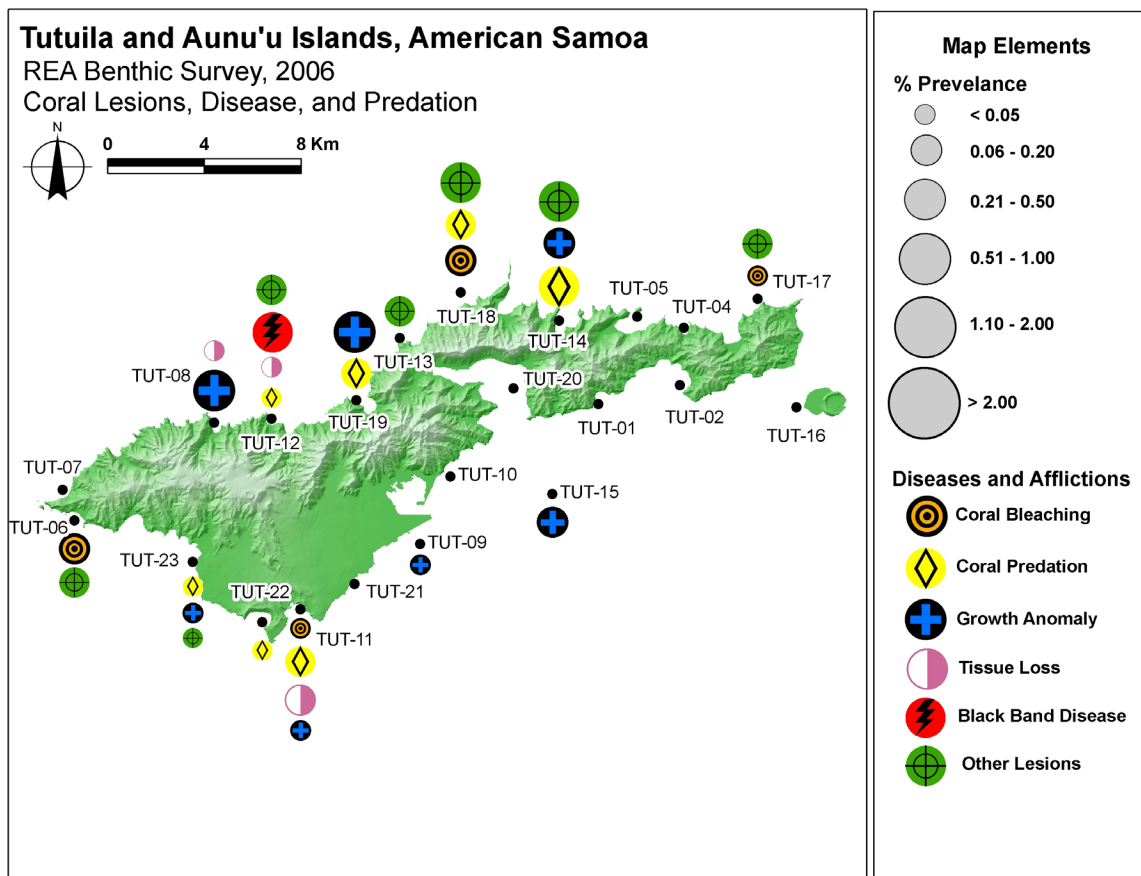 Tutuila and Aunu'u Islands, American Samoa
REA Benthic Survey, 2006
Coral Lesions, Disease, and Predation
N
0 4 8 Km
TUT-17
TUT-05
TUT-04
TUT-18
TUT-14
TUT-13
TUT-08
TUT-20
TUT-02
TUT-19
TUT-01
TUT-16
TUT-12
TUT-07
TUT-10
TUT-15
TUT-06
TUT-09
TUT-23
TUT-21
TUT-22
TUT-11
Map Elements
% Prevelance
< 0.05
0.06 - 0.20
0.21 - 0.50
0.51 - 1.00
1.10 - 2.00
> 2.00
Diseases and Afflictions
Coral Bleaching
Coral Predation
Growth Anomaly
Tissue Loss
Black Band Disease
Other Lesions